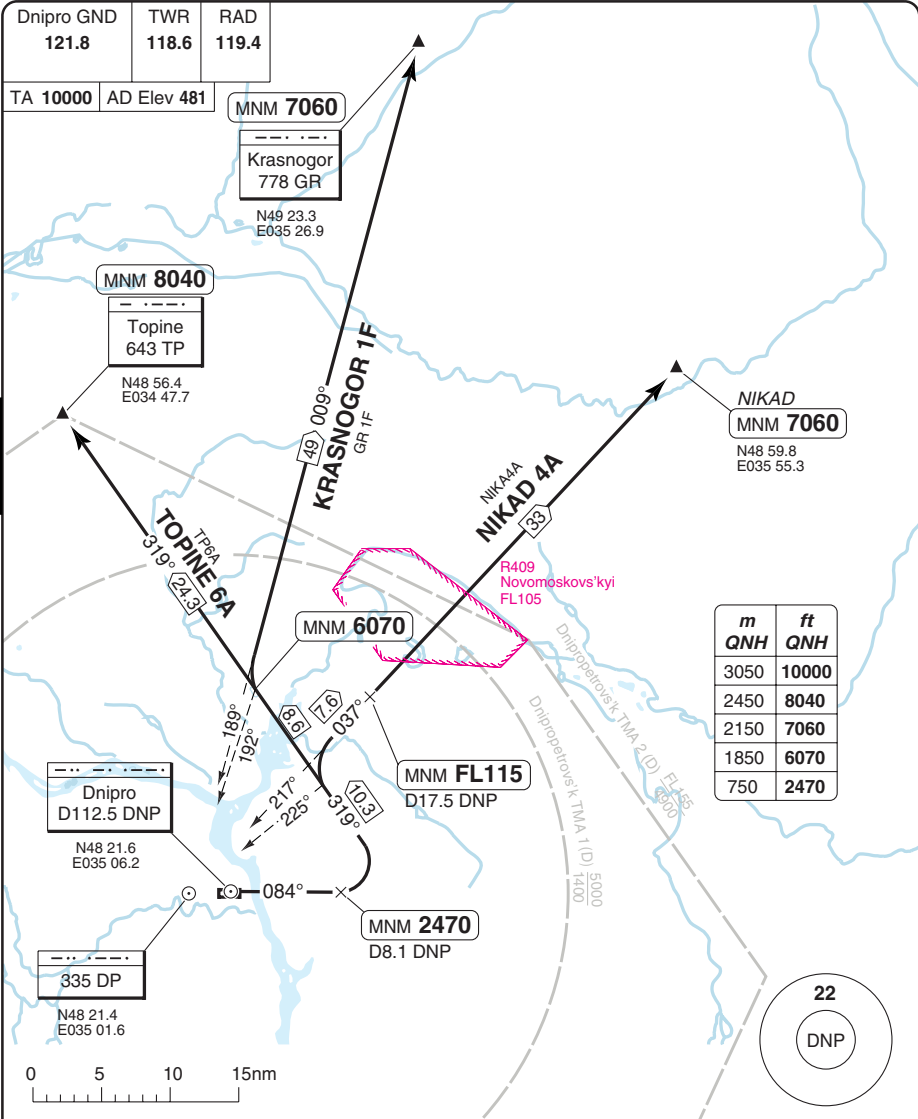 Dnipro GND
121.8
TWR
118.6
RAD
119.4
TA 10000
AD Elev 481
MNM 7060
Krasnogor
778 GR
N49 23.3
E035 26.9
MNM 8040
Topine
643 TP
N48 56.4
E034 47.7
49 009°
KRASNOGOR 1F
GR 1F
NIKAD
MNM 7060
N48 59.8
E035 55.3
NIKA4A
NIKAD 4A
33
TP6A
TOPINE 6A
319° 24.3
R409
Novomoskovs'kyi
FL105
MNM 6070
m
QNH
ft
QNH
3050 10000
2450 8040
2150 7060
1850 6070
750 2470
Dnipropetrovs'k TMA 2 (D) FL155
4900
Dnipropetrovs'k TMA 1 (D) 5000
1400
189°
192°
8.6
7.6
037°
MNM FL115
D17.5 DNP
217°
225°
10.3
319°
Dnipro
D112.5 DNP
N48 21.6
E035 06.2
084°
MNM 2470
D8.1 DNP
335 DP
N48 21.4
E035 01.6
22
DNP
0 5 10 15nm